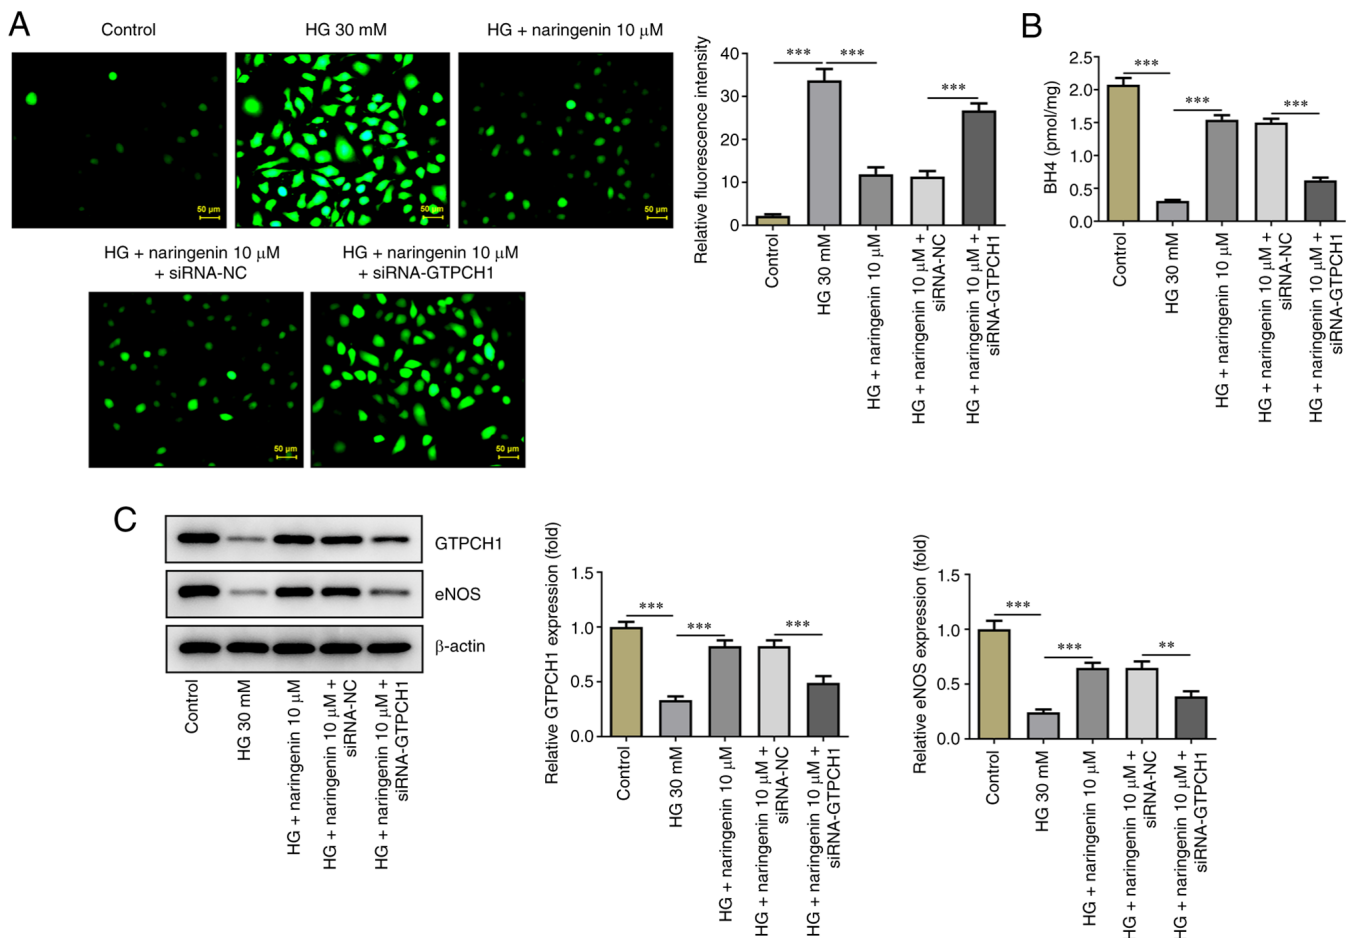 A
Control
HG 30 mM
HG + naringenin 10 μM
50 μm
50 μm
50 μm
HG + naringenin 10 μM
+ siRNA-NC
HG + naringenin 10 μM
+ siRNA-GTPCH1
50 μm
50 μm
Relative fluorescence intensity
40
30
20
10
0
***
***
***
Control
HG 30 mM
HG + naringenin 10 μM
HG + naringenin 10 μM +
siRNA-NC
HG + naringenin 10 μM +
siRNA-GTPCH1
B
BH4 (pmol/mg)
2.5
2.0
1.5
1.0
0.5
0.0
***
***
***
Control
HG 30 mM
HG + naringenin 10 μM
HG + naringenin 10 μM +
siRNA-NC
HG + naringenin 10 μM +
siRNA-GTPCH1
C
GTPCH1
eNOS
β-actin
Control
HG 30 mM
HG + naringenin 10 μM
HG + naringenin 10 μM +
siRNA-NC
HG + naringenin 10 μM +
siRNA-GTPCH1
Relative GTPCH1 expression (fold)
1.5
1.0
0.5
0.0
***
***
***
Control
HG 30 mM
HG + naringenin 10 μM
HG + naringenin 10 μM +
siRNA-NC
HG + naringenin 10 μM +
siRNA-GTPCH1
Relative eNOS expression (fold)
1.5
1.0
0.5
0.0
***
***
**
Control
HG 30 mM
HG + naringenin 10 μM
HG + naringenin 10 μM +
siRNA-NC
HG + naringenin 10 μM +
siRNA-GTPCH1